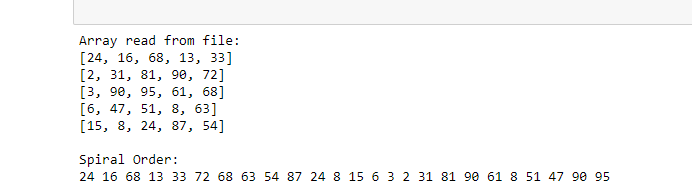 Array read from file:
[24, 16, 68, 13, 33]
[2, 31, 81, 90, 72]
[3, 90, 95, 61, 68]
[6, 47, 51, 8, 63]
[15, 8, 24, 87, 54]
Spiral Order:
24 16 68 13 33 72 68 63 54 87 24 8 15 6 3 2 31 81 90 61 8 51 47 90 95